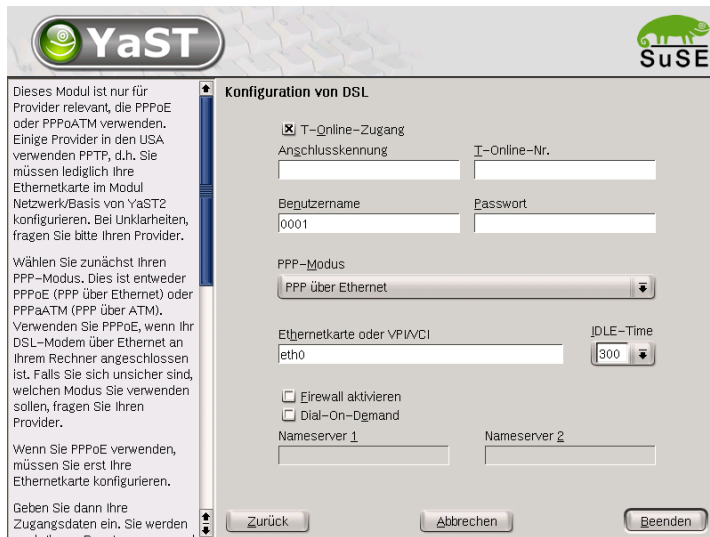 YaST
SuSE
Dieses Modul ist nur für
Provider relevant, die PPPoE
oder PPPoATM verwenden.
Einige Provider in den USA
verwenden PPTP, d.h. Sie
müssen lediglich Ihre
Ethernetkarte im Modul
Netzwerk/Basis von YaST2
konfigurieren. Bei Unklarheiten,
fragen Sie bitte Ihren Provider.
Wählen Sie zunächst Ihren
PPP-Modus. Dies ist entweder
PPPoE (PPP über Ethernet) oder
PPPaATM (PPP über ATM).
Verwenden Sie PPPoE, wenn Ihr
DSL-Modem über Ethernet an
Ihrem Rechner angeschlossen
ist. Falls Sie sich unsicher sind,
welchen Modus Sie verwenden
sollen, fragen Sie Ihren
Provider.
Wenn Sie PPPoE verwenden,
müssen Sie erst Ihre
Ethernetkarte konfigurieren.
Geben Sie dann Ihre
Zugangsdaten ein. Sie werden
Konfiguration von DSL
T-Online-Zugang
Anschlusskennung
T-Online-Nr.
Benutzername
Passwort
0001
PPP-Modus
PPP über Ethernet
Ethernetkarte oder VPI/VCI
IDLE-Time
eth0
300
Firewall aktivieren
Dial-On-Demand
Nameserver 1
Nameserver 2
Zurück
Abbrechen
Beenden